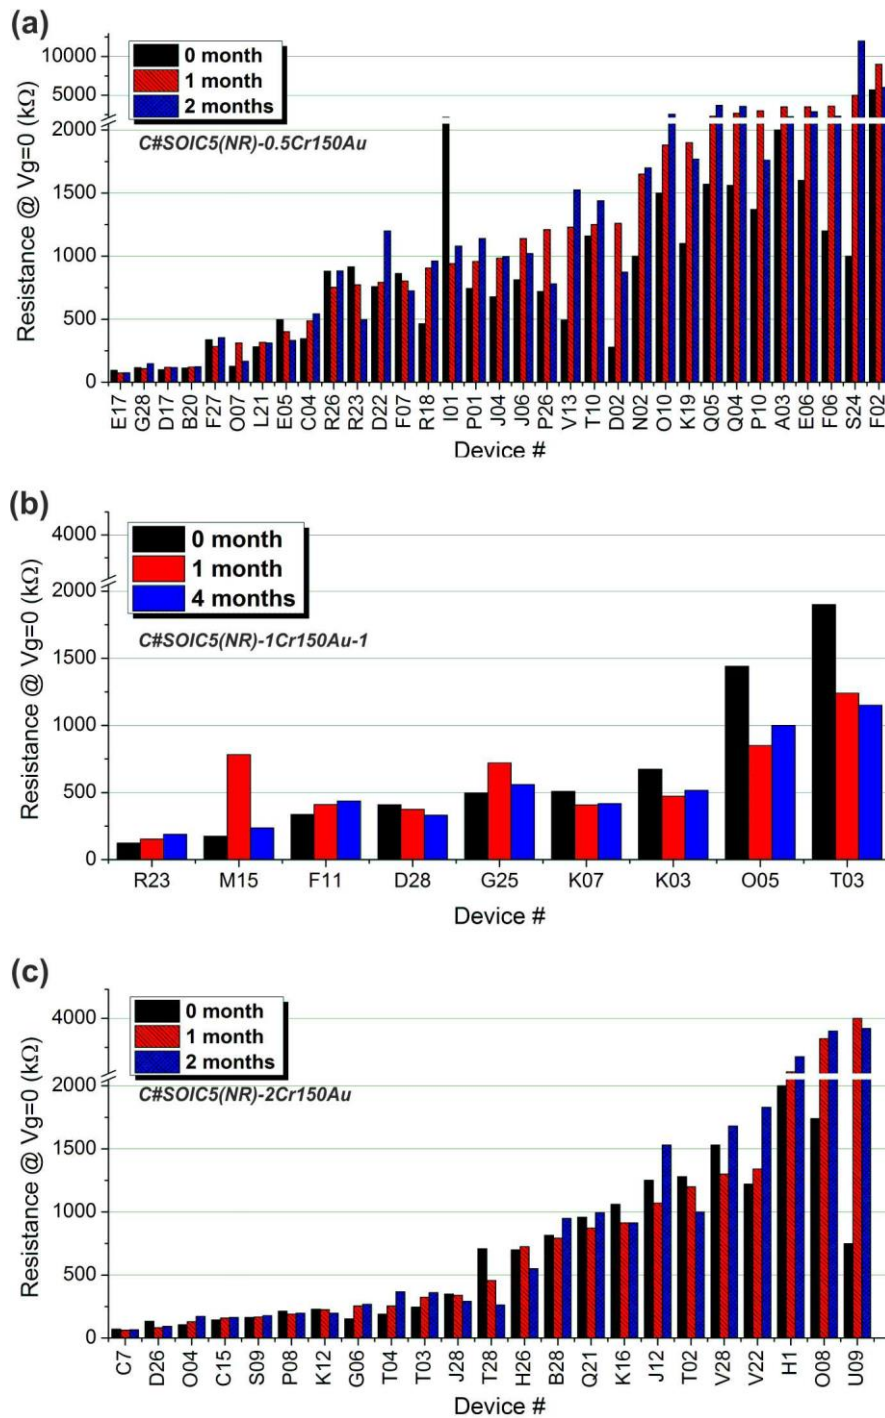 (a)
Resistance @ Vg=0 (kΩ)
10000
5000
2000
1500
1000
500
0
0 month
1 month
2 months
C#SOIC5(NR)-0.5Cr150Au
E17 G28 D17 B20 F27 O07 L21 E05 C04 R26 R23 D22 F07 R18 I01 P01 J04 J06 P26 V13 T10 D02 N02 O10 K19 Q05 Q04 P10 A03 E06 F06 S24 F02
Device #
(b)
Resistance @ Vg=0 (kΩ)
4000
2000
1500
1000
500
0
0 month
1 month
4 months
C#SOIC5(NR)-1Cr150Au-1
R23 M15 F11 D28 G25 K07 K03 O05 T03
Device #
(c)
Resistance @ Vg=0 (kΩ)
4000
2000
1500
1000
500
0
0 month
1 month
2 months
C#SOIC5(NR)-2Cr150Au
C7 D26 O04 C15 S09 P08 K12 G06 T04 T03 J28 T28 H26 B28 Q21 K16 J12 T02 V28 V22 H1 O08 U09
Device #